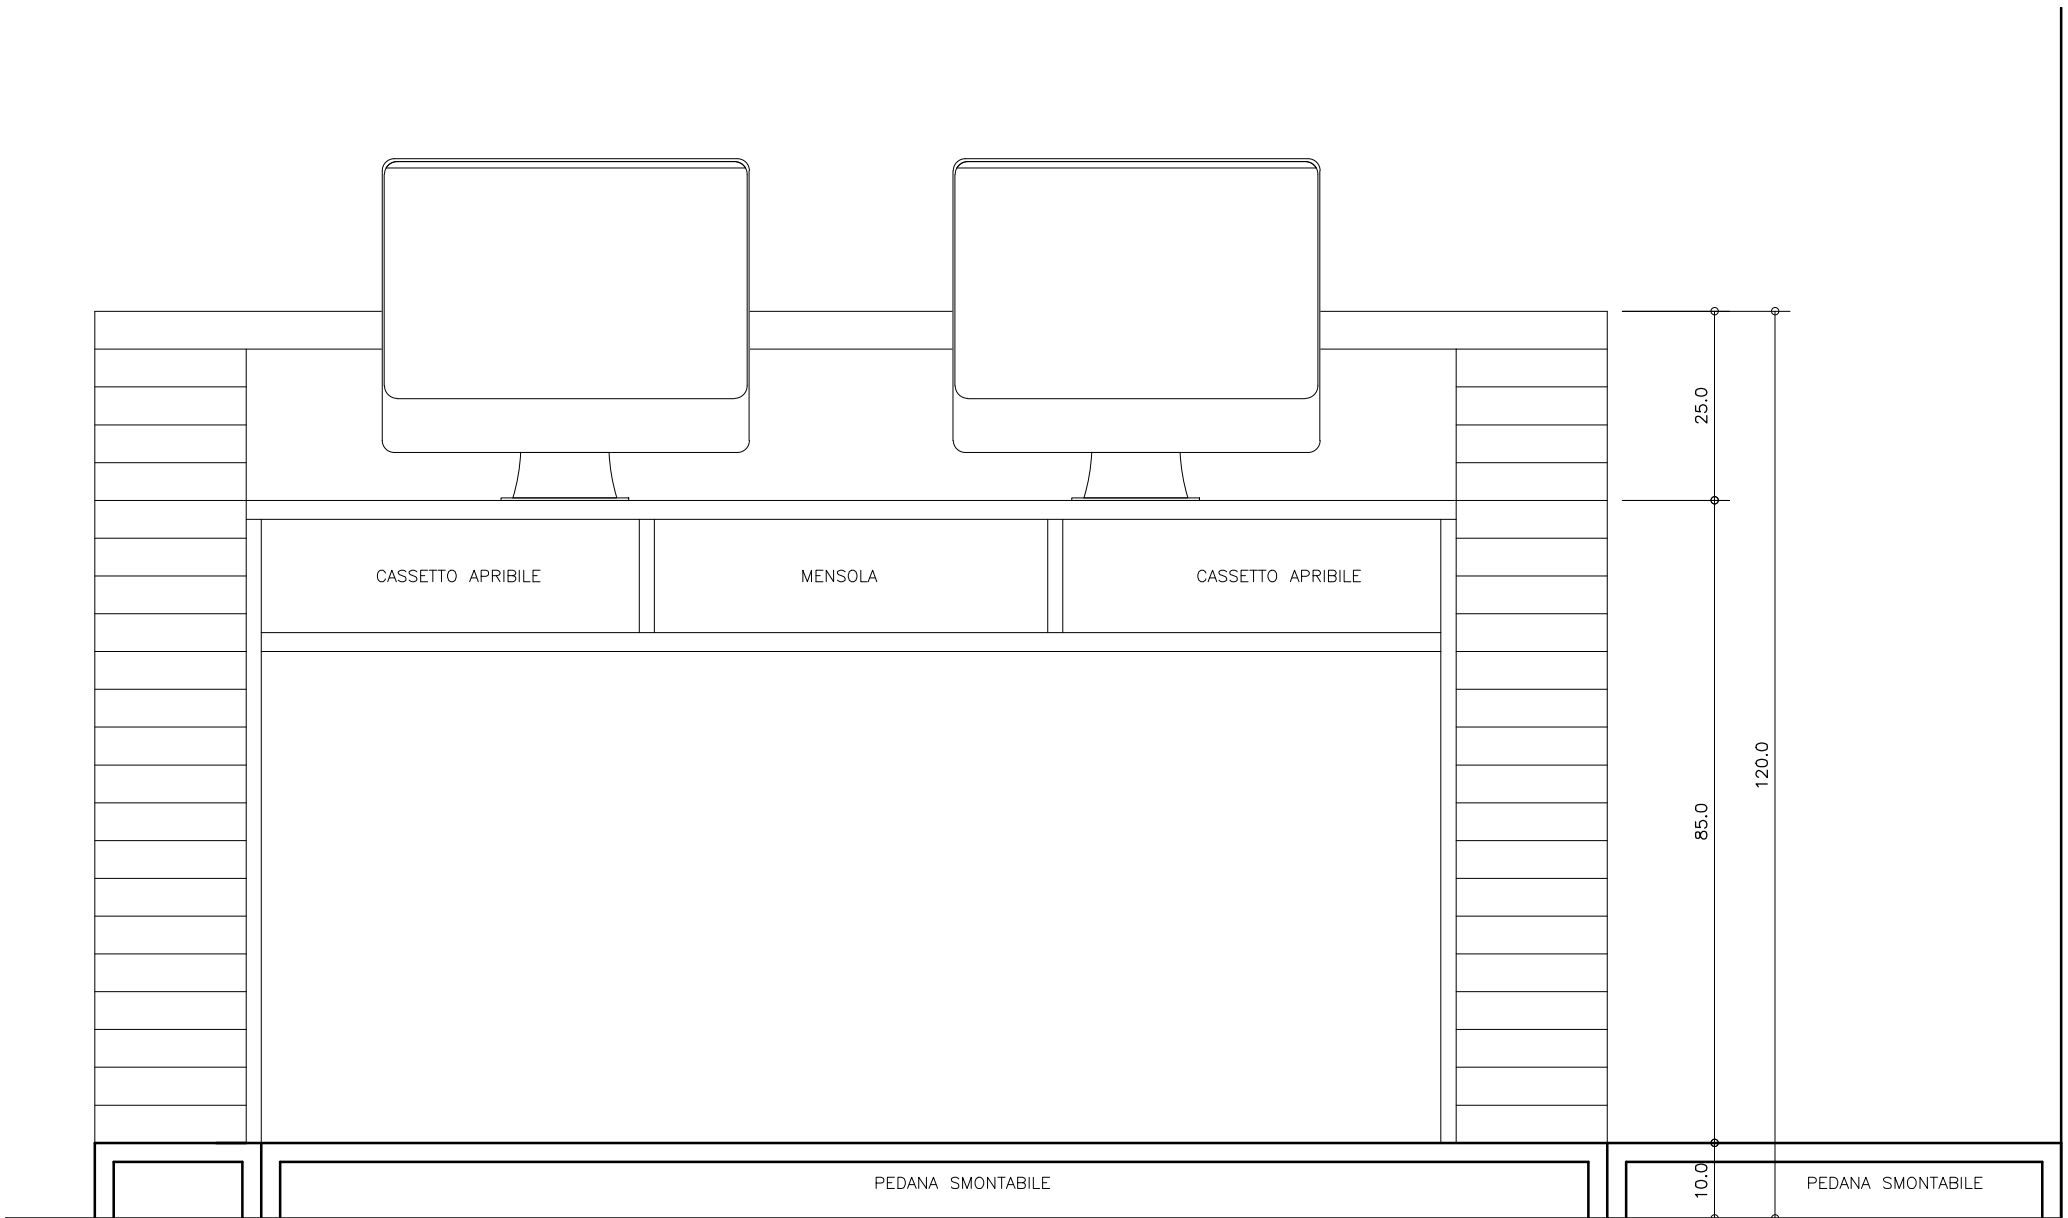 25.0
CASSETTO APRIBILE
MENSOLA
CASSETTO APRIBILE
120.0
85.0
10.0
PEDANA SMONTABILE
PEDANA SMONTABILE